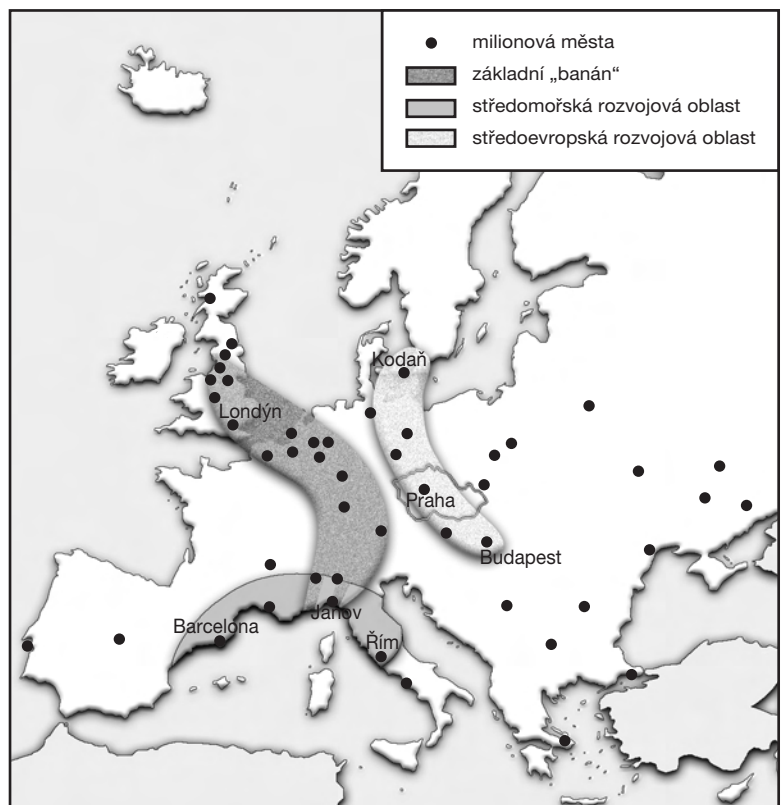 milionová města
základní „banán“
středomořská rozvojová oblast
středoevropská rozvojová oblast
Kodaň
Londýn
Praha
Budapest
Barcelona
Janov
Řím